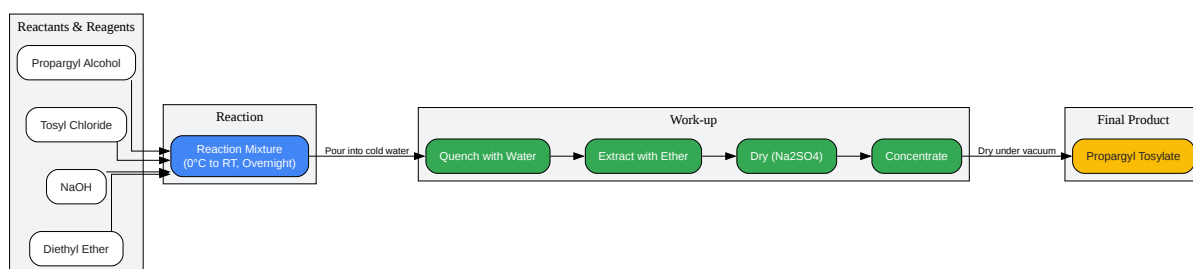 Reactants & Reagents
Propargyl Alcohol
Tosyl Chloride
NaOH
Diethyl Ether
Reaction
Reaction Mixture
(0°C to RT, Overnight)
Pour into cold water
Work-up
Quench with Water
Extract with Ether
Dry (Na2SO4)
Concentrate
Dry under vacuum
Final Product
Propargyl Tosylate